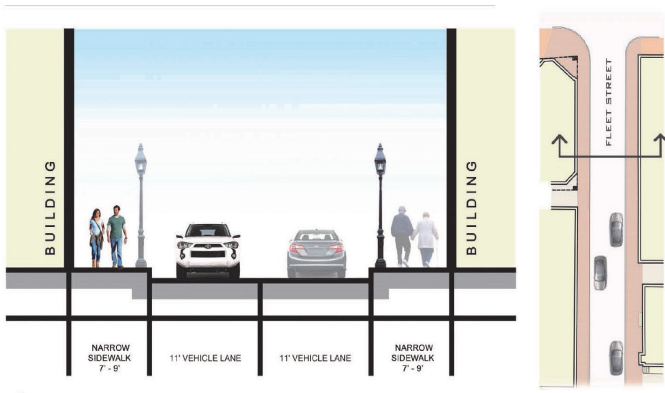 BUILDING
BUILDING
NARROW
SIDEWALK
7' - 9'
11' VEHICLE LANE
11' VEHICLE LANE
NARROW
SIDEWALK
7' - 9'
FLEET STREET